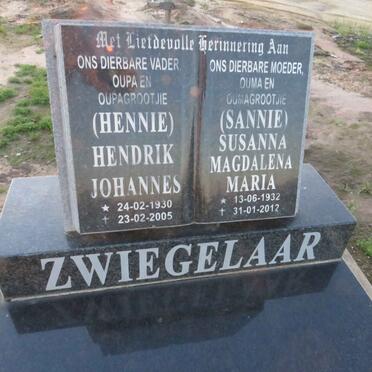 Met Liefdevolle Herinnering Aan
ONS DIERBARE VADER
OUPA EN
OUPAGROOTJIE
(HENNIE)
HENDRIK
JOHANNES
★ 24-02-1930
✝ 23-02-2005
ONS DIERBARE MOEDER,
OUMA EN
OUMAGROOTJIE
(SANNIE)
SUSANNA
MAGDALENA
MARIA
★ 13-06-1932
✝ 31-01-2012
ZWIEGELAAR